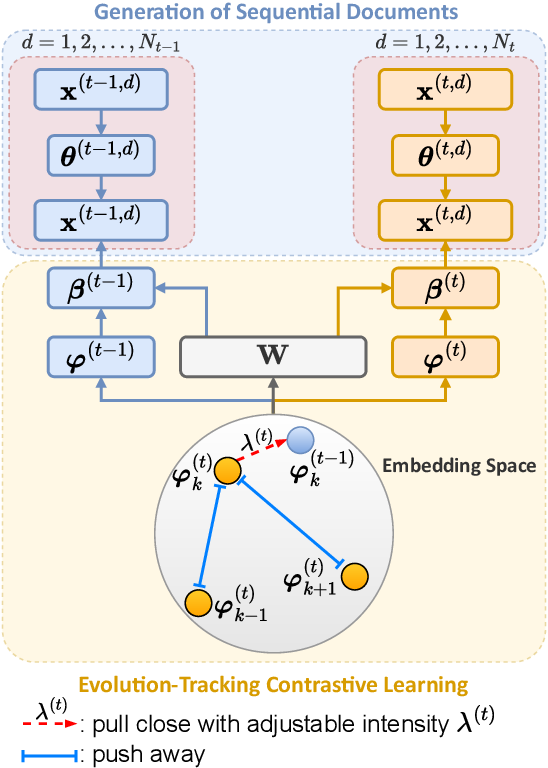 Generation of Sequential Documents
d = 1, 2, . . . , N_{t−1}
d = 1, 2, . . . , N_t
x^{(t−1,d)}
x^{(t,d)}
θ^{(t−1,d)}
θ^{(t,d)}
x^{(t−1,d)}
x^{(t,d)}
β^{(t−1)}
β^{(t)}
φ^{(t−1)}
W
φ^{(t)}
λ^{(t)}
φ_k^{(t)}
φ_k^{(t−1)}
Embedding Space
φ_{k−1}^{(t)}
φ_{k+1}^{(t)}
Evolution-Tracking Contrastive Learning
λ^{(t)}
: pull close with adjustable intensity λ^{(t)}
: push away